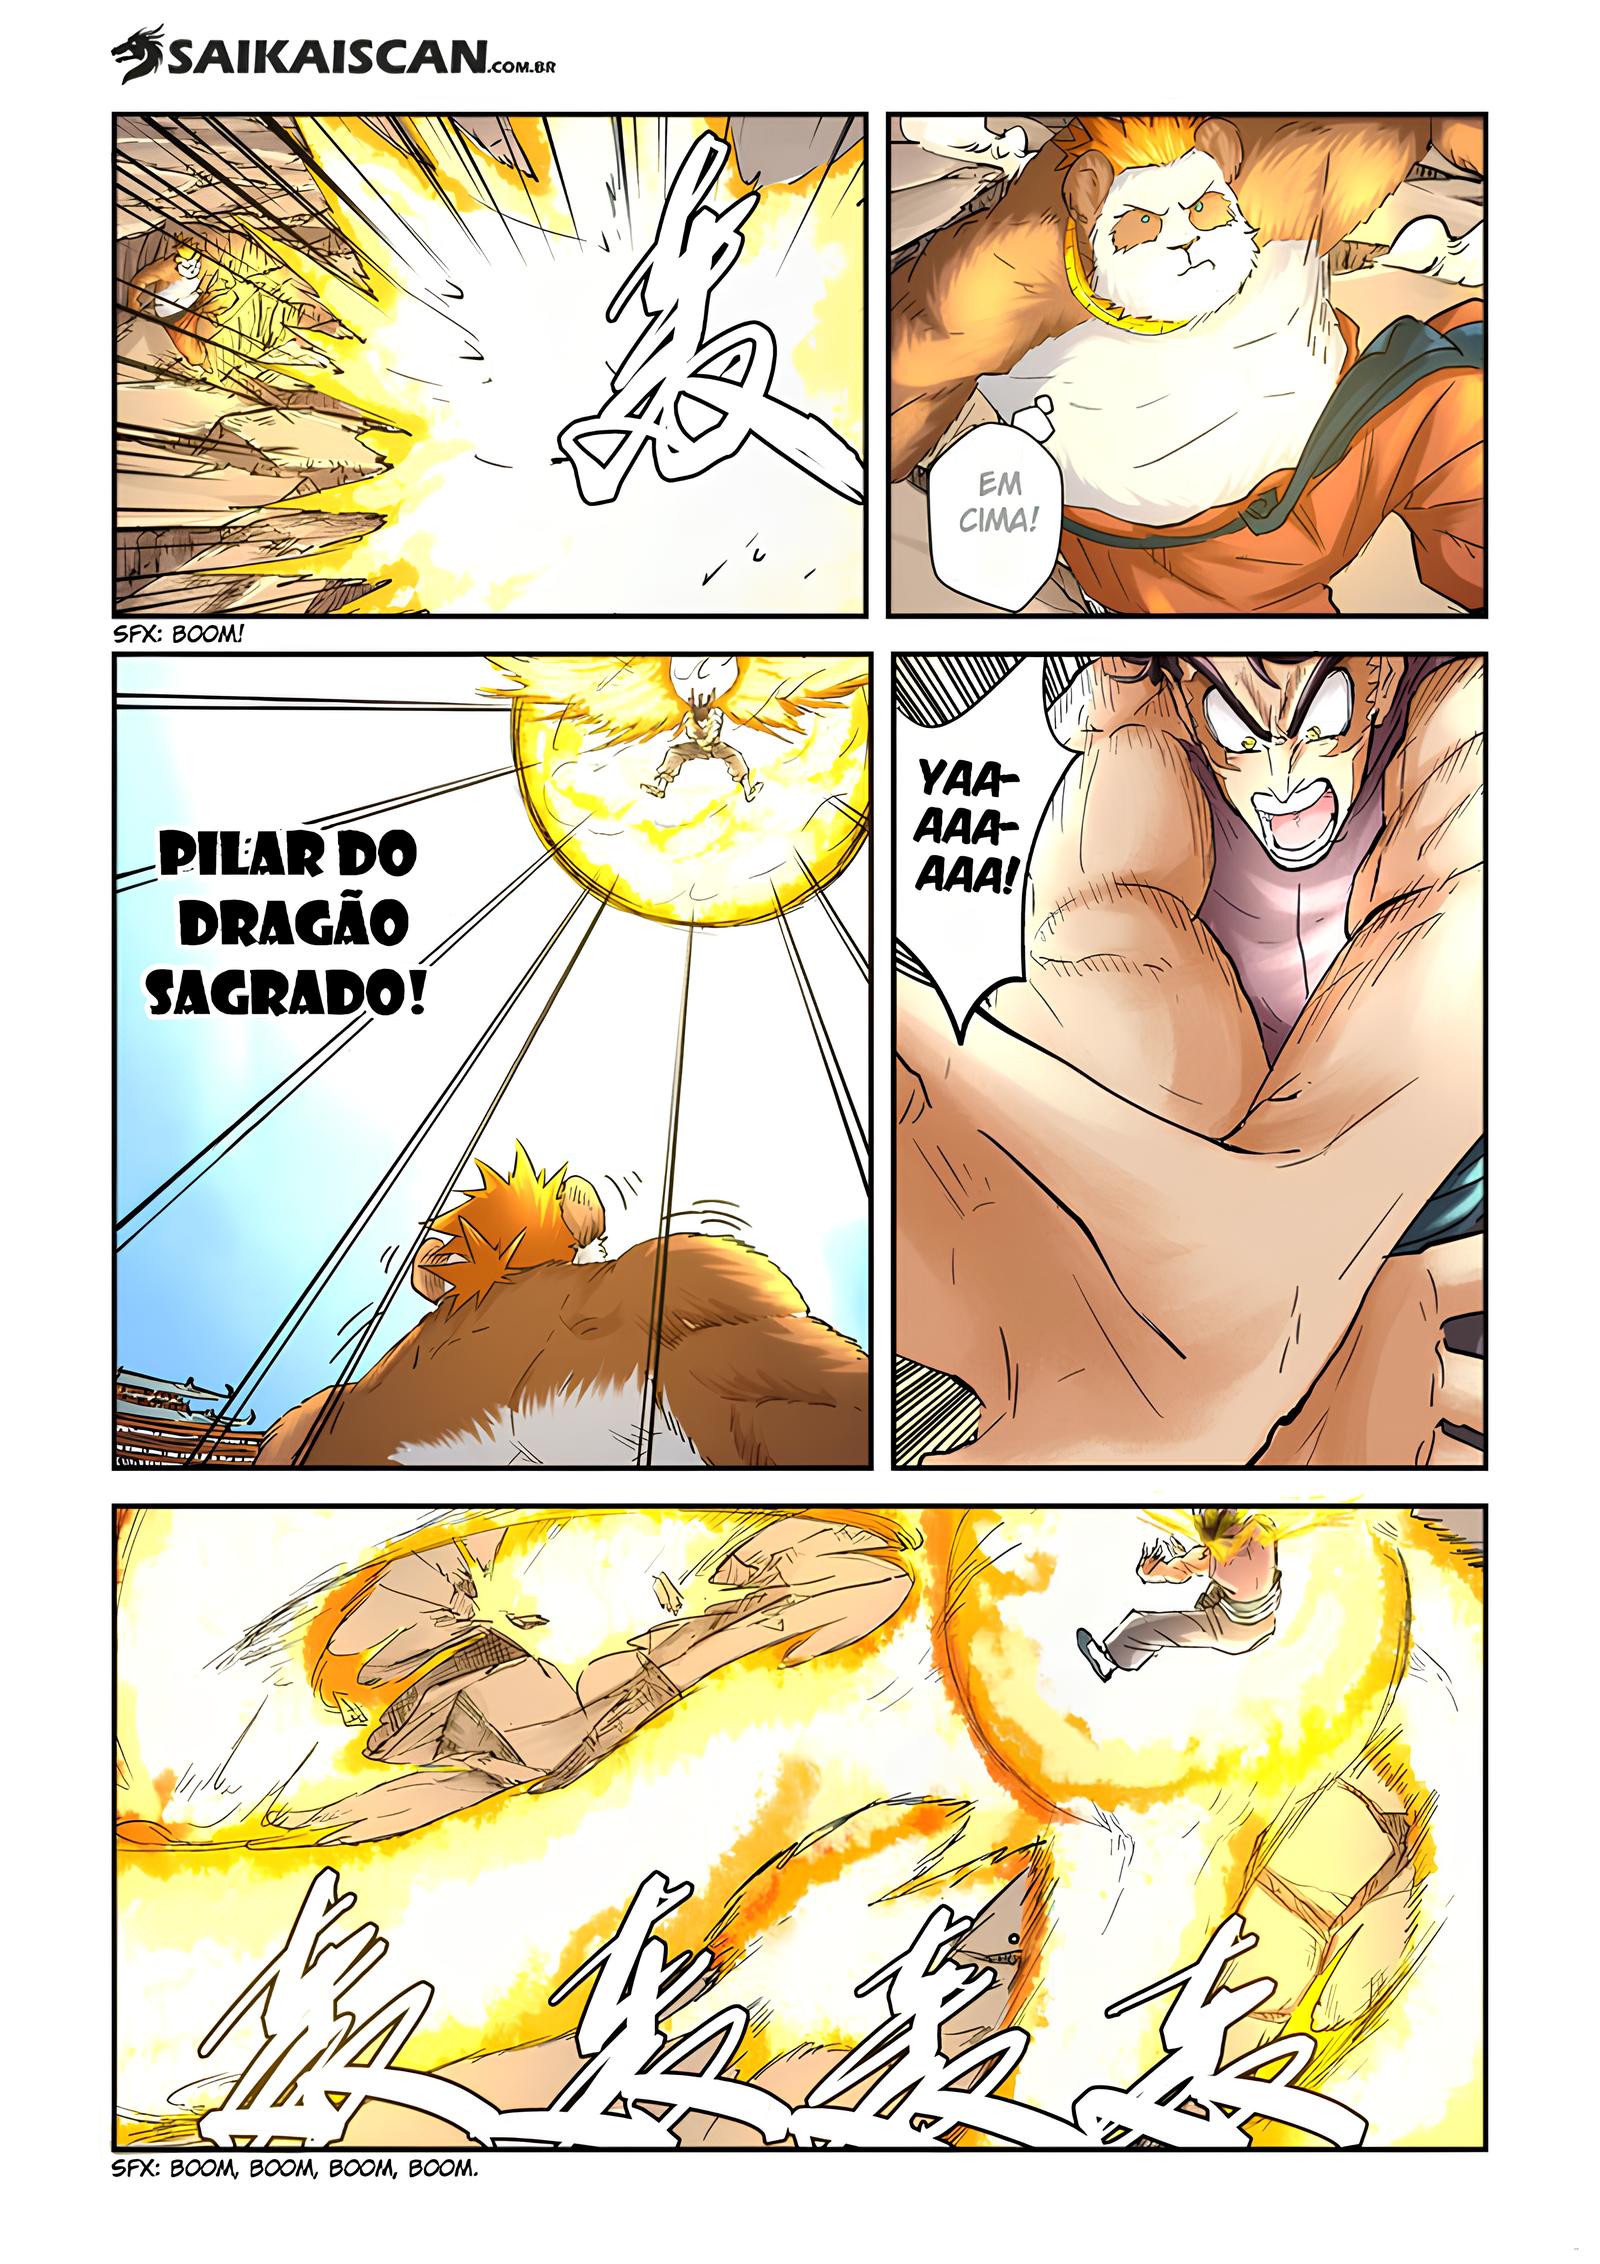 SAIKAISCAN.COM.BR
EM
CIMA!
SFX: BOOM!
PILAR DO
DRAGÃO
SAGRADO!
YAA-
AAA-
AAA!
SFX: BOOM, BOOM, BOOM, BOOM.